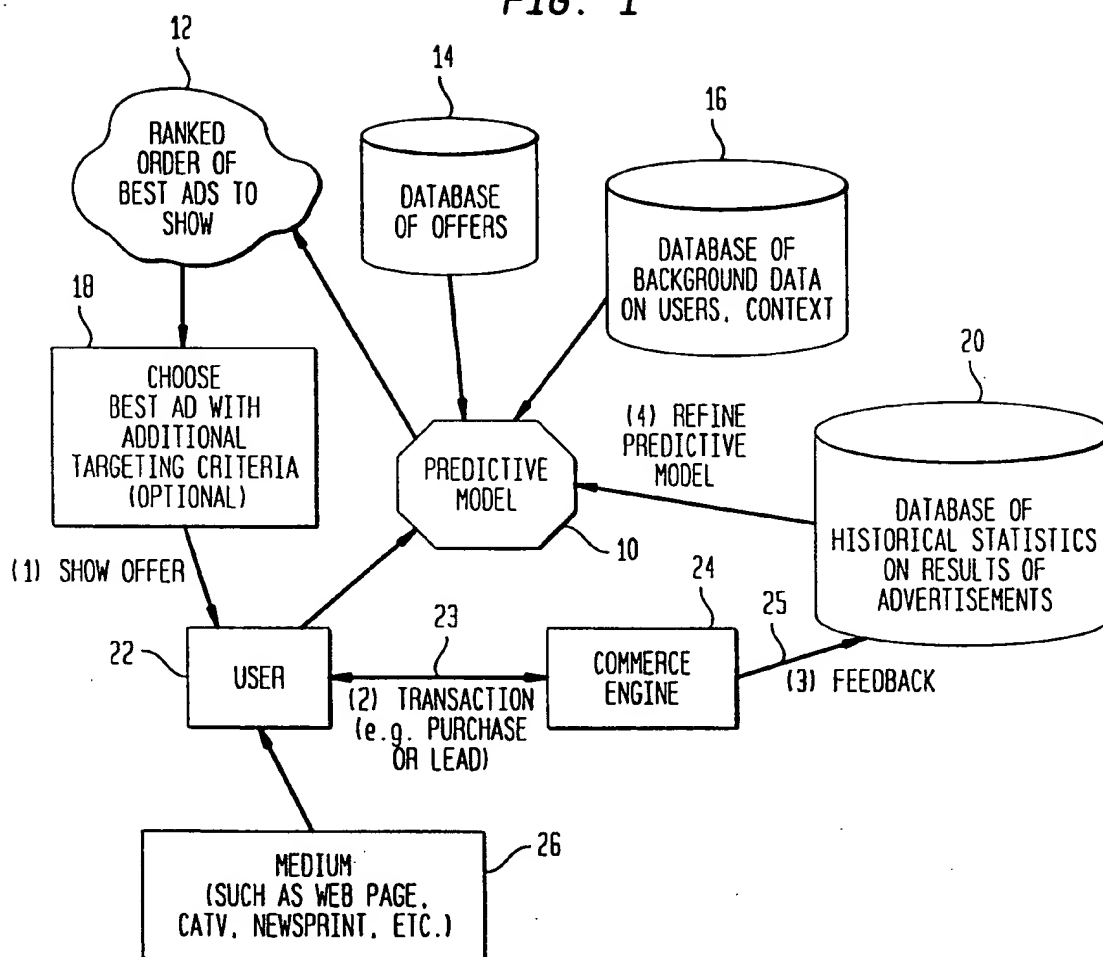 FIG. 1
12
RANKED
ORDER OF
BEST ADS TO
SHOW
14
DATABASE
OF OFFERS
16
DATABASE OF
BACKGROUND DATA
ON USERS, CONTEXT
18
CHOOSE
BEST AD WITH
ADDITIONAL
TARGETING CRITERIA
(OPTIONAL)
PREDICTIVE
MODEL
10
(4) REFINE
PREDICTIVE
MODEL
20
DATABASE OF
HISTORICAL STATISTICS
ON RESULTS OF
ADVERTISEMENTS
(1) SHOW OFFER
22
USER
23
(2) TRANSACTION
(e.g. PURCHASE
OR LEAD)
24
COMMERCE
ENGINE
25
(3) FEEDBACK
26
MEDIUM
(SUCH AS WEB PAGE,
CATV, NEWSPRINT, ETC.)